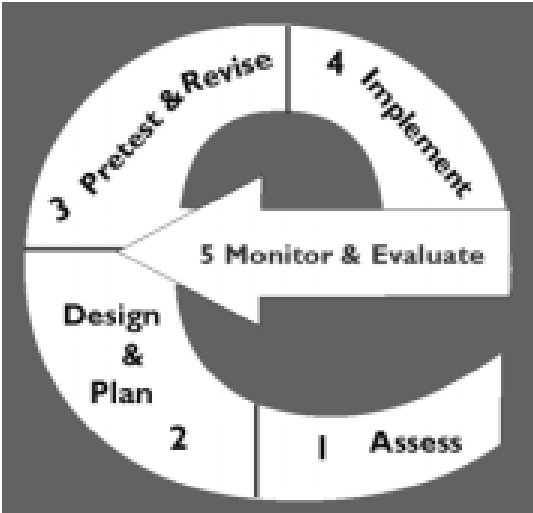 3 Pretest & Revise
4 Implement
5 Monitor & Evaluate
Design
&
Plan
2
1 Assess